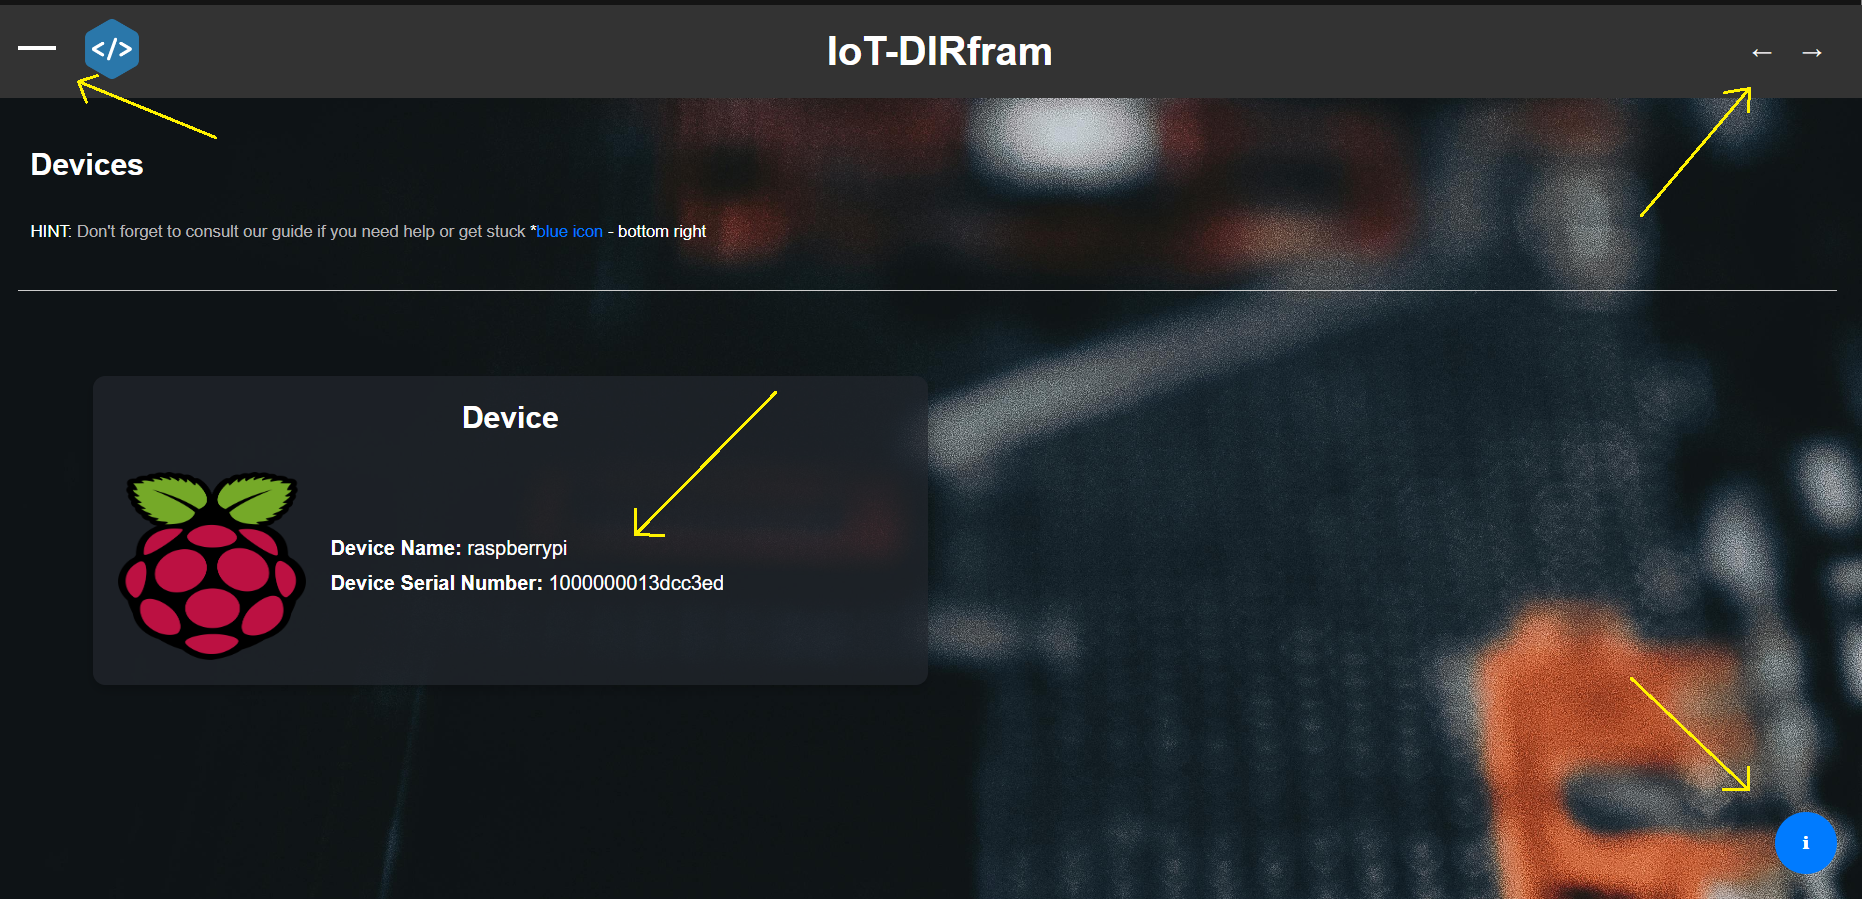 </>
IoT-DIRfram
← →
Devices
HINT: Don't forget to consult our guide if you need help or get stuck *blue icon - bottom right
Device
Device Name: raspberrypi
Device Serial Number: 1000000013dcc3ed
i